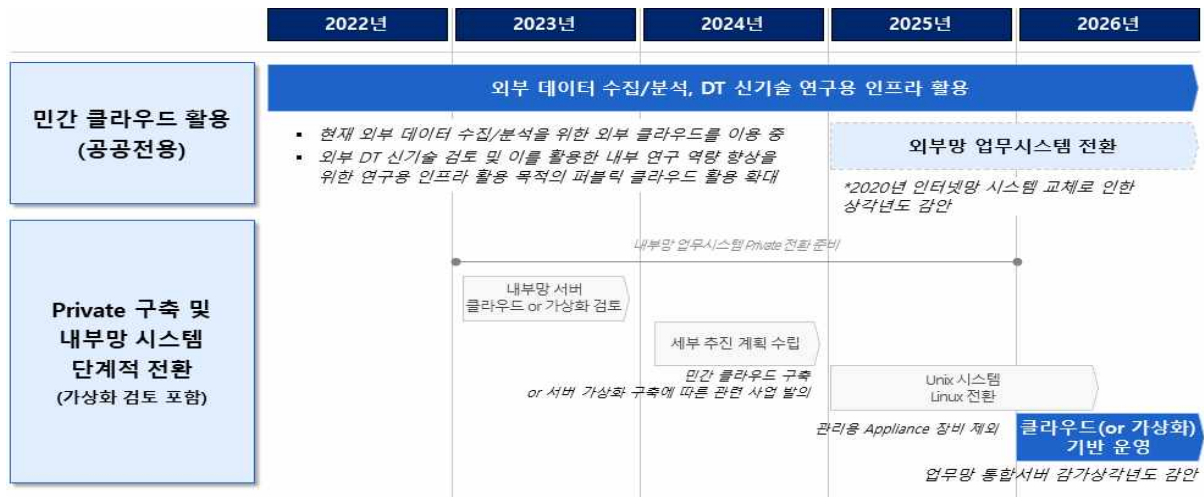 2022년 2023년 2024년 2025년 2026년
민간 클라우드 활용
(공공전용)
외부 데이터 수집/분석, DT 신기술 연구용 인프라 활용
▪ 현재 외부 데이터 수집/분석을 위한 외부 클라우드를 이용 중
▪ 외부 DT 신기술 검토 및 이를 활용한 내부 연구 역량 향상을
위한 연구용 인프라 활용 목적의 퍼블릭 클라우드 활용 확대
외부망 업무시스템 전환
*2020년 인터넷망 시스템 교체로 인한
상각년도 감안
Private 구축 및
내부망 시스템
단계적 전환
(가상화 검토 포함)
내부망 업무시스템 Private 전환 준비
내부망 서버
클라우드 or 가상화 검토
세부 추진 계획 수립
민간 클라우드 구축
or 서버 가상화 구축에 따른 관련 사업 발의
Unix 시스템
Linux 전환
관리용 Appliance 장비 제외
클라우드(or 가상화)
기반 운영
업무망 통합서버 감가상각년도 감안